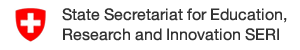 State Secretariat for Education,
Research and Innovation SERI